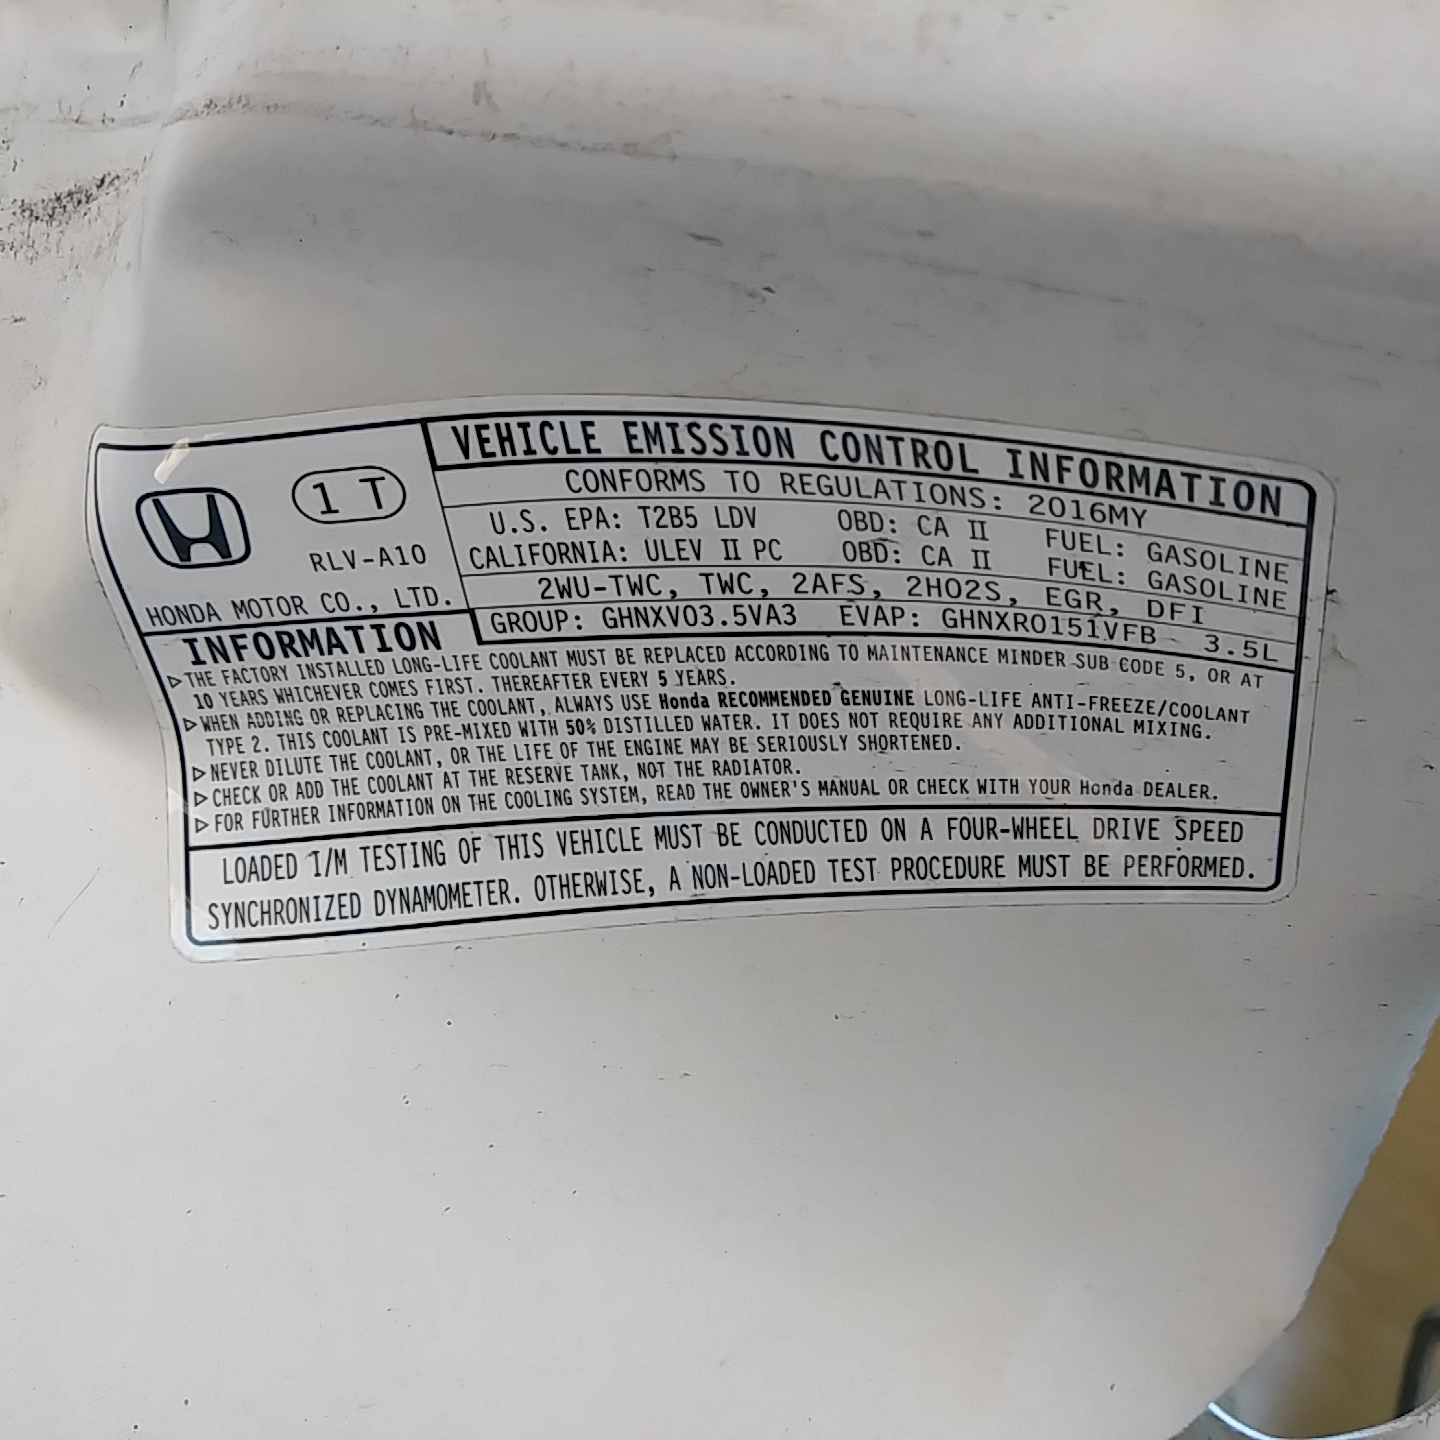 VEHICLE EMISSION CONTROL INFORMATION
1 T
RLV-A10
HONDA MOTOR CO., LTD.
CONFORMS TO REGULATIONS: 2016MY
U.S. EPA: T2B5 LDV OBD: CA II FUEL: GASOLINE
CALIFORNIA: ULEV II PC OBD: CA II FUEL: GASOLINE
2WU-TWC, TWC, 2AFS, 2HO2S, EGR, DFI
GROUP: GHNXV03.5VA3 EVAP: GHNXR0151VFB 3.5L
INFORMATION
▷THE FACTORY INSTALLED LONG-LIFE COOLANT MUST BE REPLACED ACCORDING TO MAINTENANCE MINDER SUB CODE 5, OR AT
10 YEARS WHICHEVER COMES FIRST. THEREAFTER EVERY 5 YEARS.
▷WHEN ADDING OR REPLACING THE COOLANT, ALWAYS USE Honda RECOMMENDED GENUINE LONG-LIFE ANTI-FREEZE/COOLANT
TYPE 2. THIS COOLANT IS PRE-MIXED WITH 50% DISTILLED WATER. IT DOES NOT REQUIRE ANY ADDITIONAL MIXING.
▷NEVER DILUTE THE COOLANT, OR THE LIFE OF THE ENGINE MAY BE SERIOUSLY SHORTENED.
▷CHECK OR ADD THE COOLANT AT THE RESERVE TANK, NOT THE RADIATOR.
▷FOR FURTHER INFORMATION ON THE COOLING SYSTEM, READ THE OWNER'S MANUAL OR CHECK WITH YOUR Honda DEALER.
LOADED I/M TESTING OF THIS VEHICLE MUST BE CONDUCTED ON A FOUR-WHEEL DRIVE SPEED
SYNCHRONIZED DYNAMOMETER. OTHERWISE, A NON-LOADED TEST PROCEDURE MUST BE PERFORMED.